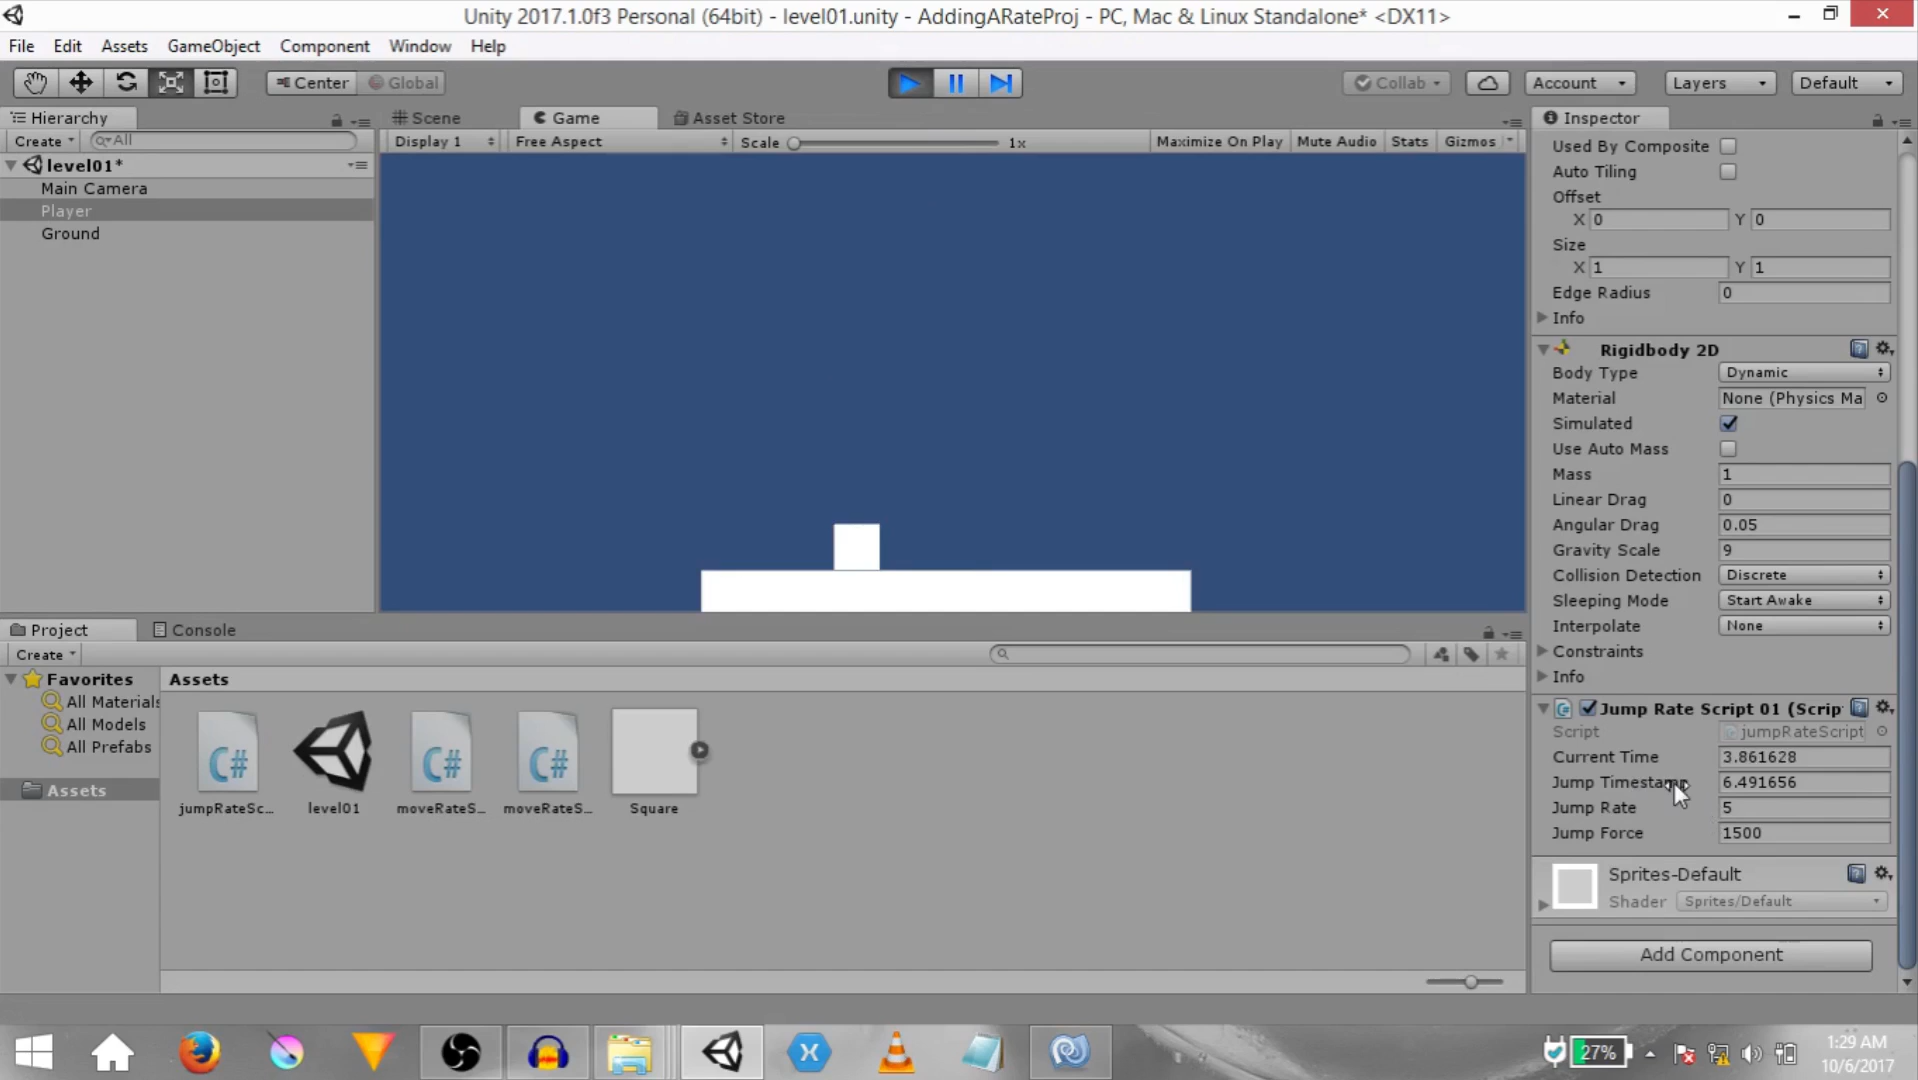 Unity 2017.1.0f3 Personal (64bit) - level01.unity - AddingARateProj - PC, Mac & Linux Standalone* <DX11>
File Edit Assets GameObject Component Window Help
Center Global Collab Account Layers Default
Hierarchy
Create All
level01*
Main Camera
Player
Ground
Scene Game Asset Store
Display 1 Free Aspect Scale 1x Maximize On Play Mute Audio Stats Gizmos
Project Console
Create
Favorites
All Materials
All Models
All Prefabs
Assets
Assets
C# C# C#
jumpRateSc... level01 moveRateS... moveRateS... Square
Inspector
Used By Composite
Auto Tiling
Offset
X 0 Y 0
Size
X 1 Y 1
Edge Radius 0
Info
Rigidbody 2D
Body Type Dynamic
Material None (Physics Ma
Simulated
Use Auto Mass
Mass 1
Linear Drag 0
Angular Drag 0.05
Gravity Scale 9
Collision Detection Discrete
Sleeping Mode Start Awake
Interpolate None
Constraints
Info
Jump Rate Script 01 (Scrip
Script jumpRateScript
Current Time 3.861628
Jump Timestamp 6.491656
Jump Rate 5
Jump Force 1500
Sprites-Default
Shader Sprites/Default
Add Component
27%
1:29 AM
10/6/2017